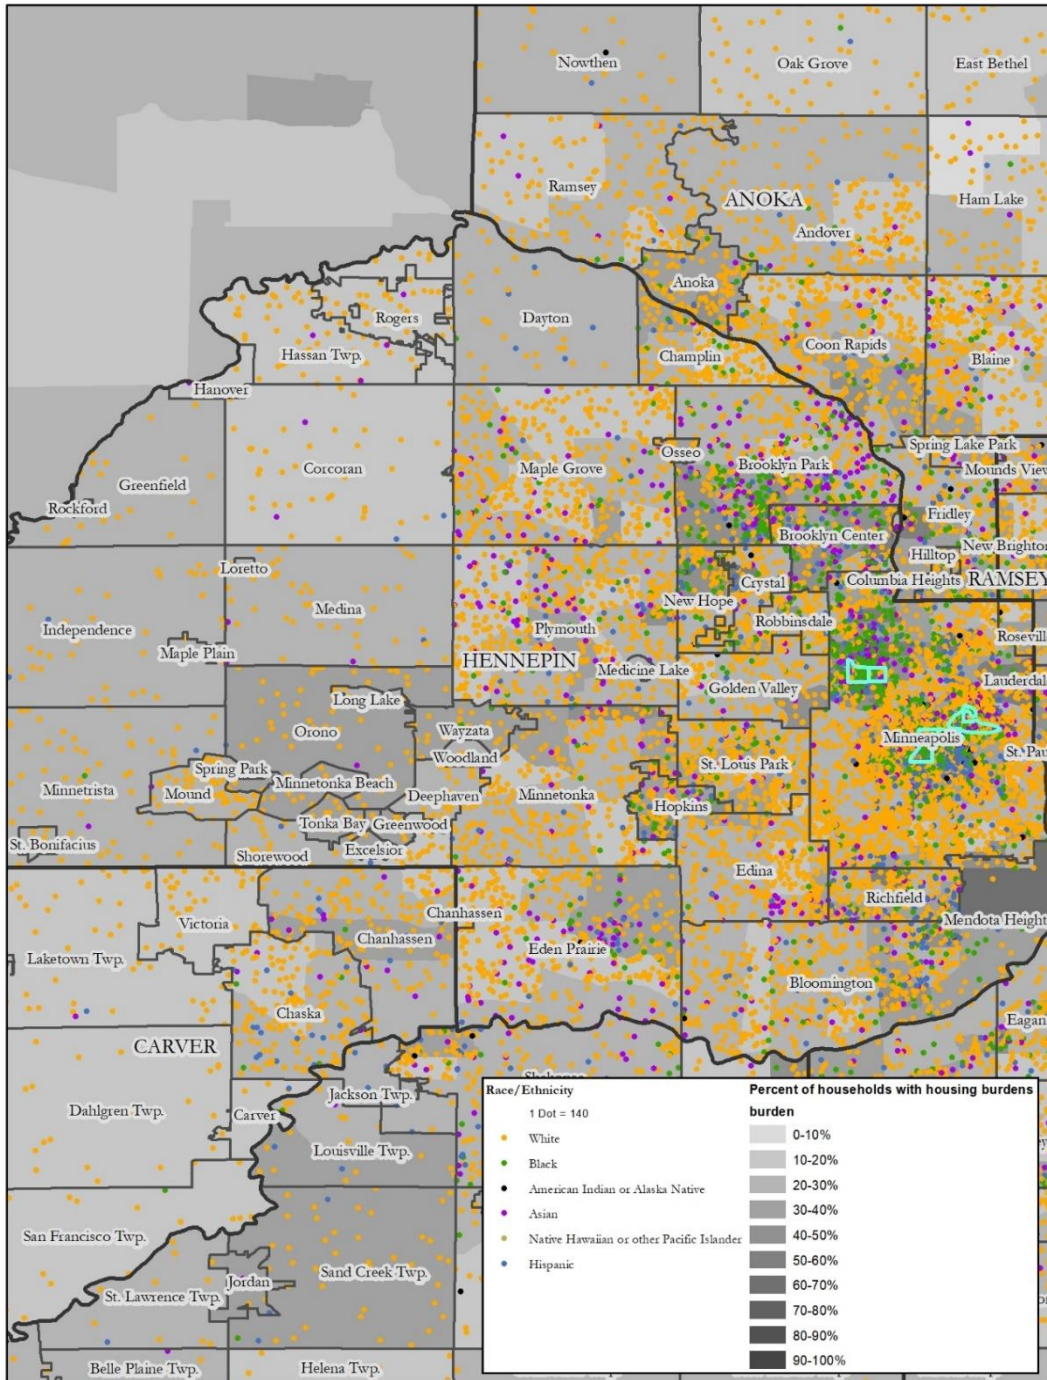 Nowthen
Oak Grove
East Bethel
Ramsey
ANOKA
Ham Lake
Andover
Anoka
Rogers
Dayton
Hassan Twp.
Champlin
Coon Rapids
Blaine
Hanover
Spring Lake Park
Osseo
Corcoran
Maple Grove
Brooklyn Park
Mounds View
Greenfield
Rockford
Fridley
Brooklyn Center
New Brighton
Hilltop
Loretto
Crystal
Columbia Heights
RAMSEY
Medina
New Hope
Independence
Plymouth
Robbinsdale
Roseville
Maple Plain
HENNEPIN
Medicine Lake
Lauderdale
Golden Valley
Long Lake
Orono
Wayzata
Minneapolis
Woodland
St. Louis Park
St. Pau
Spring Park
Minnetonka Beach
Minnetrista
Mound
Deephaven
Minnetonka
Hopkins
Tonka Bay
Greenwood
St. Bonifacius
Excelsior
Shorewood
Edina
Richfield
Victoria
Chanhassen
Mendota Height
Chanhassen
Laketown Twp.
Eden Prairie
Bloomington
Chaska
Eagan
CARVER
Jackson Twp.
Dahlgren Twp.
Carver
Louisville Twp.
San Francisco Twp.
Sand Creek Twp.
Jordan
St. Lawrence Twp.
Belle Plaine Twp.
Helena Twp.
Race/Ethnicity
1 Dot = 140
White
Black
American Indian or Alaska Native
Asian
Native Hawaiian or other Pacific Islander
Hispanic
Percent of households with housing burdens
burden
0-10%
10-20%
20-30%
30-40%
40-50%
50-60%
60-70%
70-80%
80-90%
90-100%